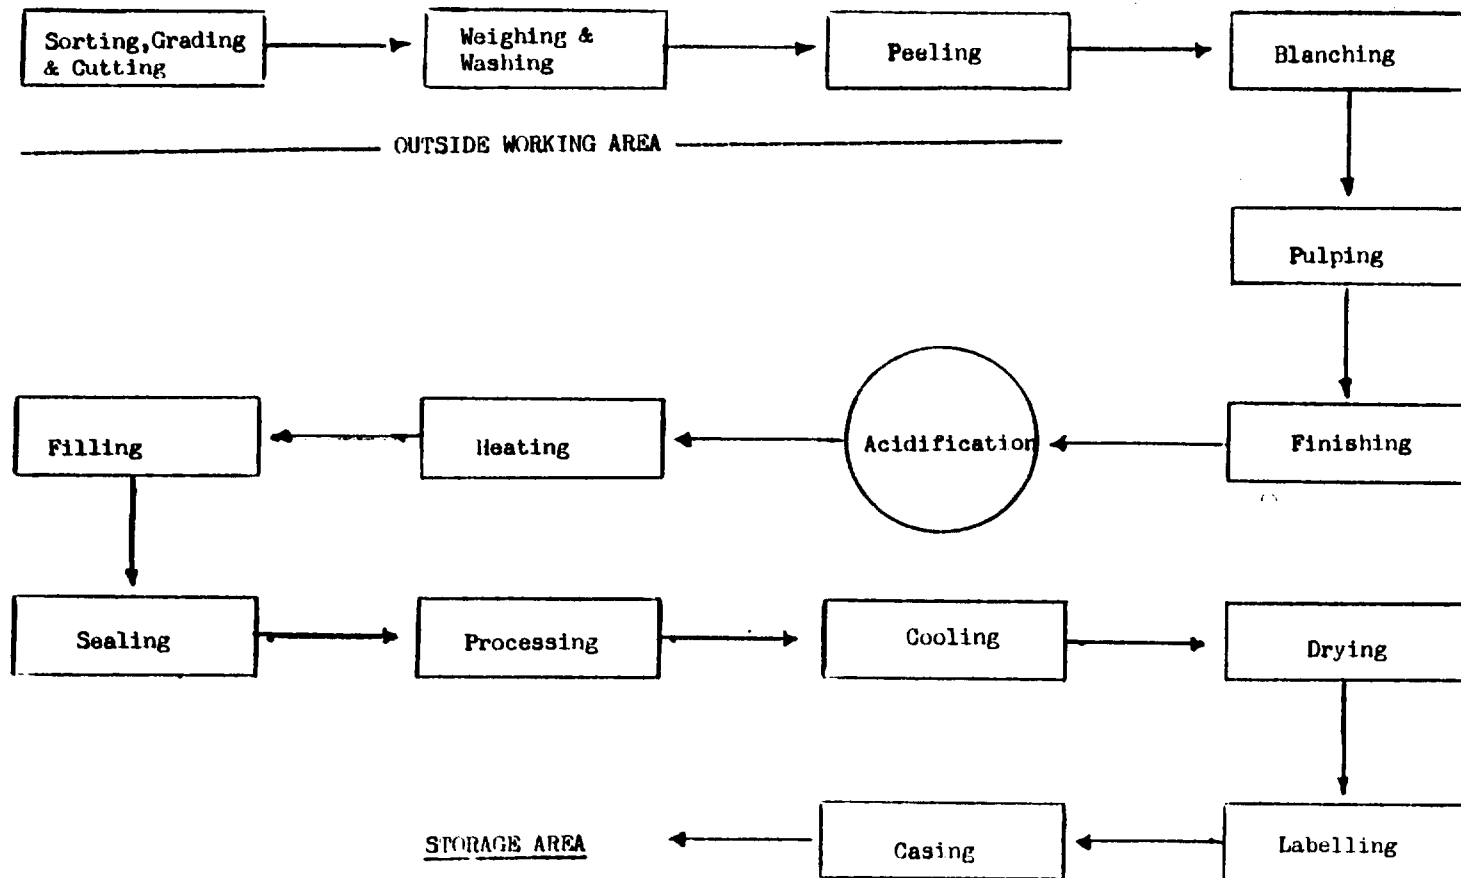 Sorting,Grading
& Cutting
Weighing &
Washing
Peeling
Blanching
OUTSIDE WORKING AREA
Pulping
Finishing
Acidification
Heating
Filling
Sealing
Processing
Cooling
Drying
Labelling
Casing
STORAGE AREA